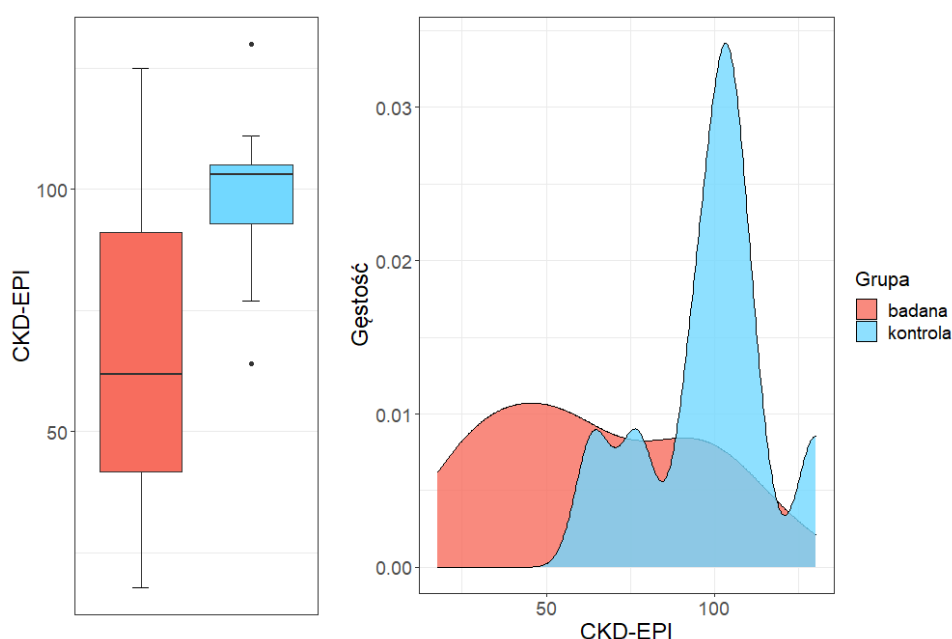 CKD-EPI
100
50
Gęstość
0.03
0.02
0.01
0.00
50
100
CKD-EPI
Grupa
badana
kontrola